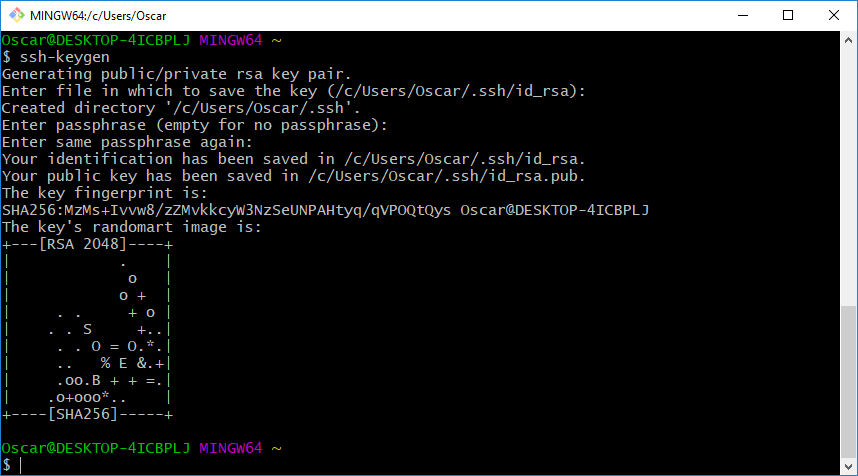 MINGW64:/c/Users/Oscar
Oscar@DESKTOP-4ICBPLJ MINGW64 ~
$ ssh-keygen
Generating public/private rsa key pair.
Enter file in which to save the key (/c/Users/Oscar/.ssh/id_rsa):
Created directory '/c/Users/Oscar/.ssh'.
Enter passphrase (empty for no passphrase):
Enter same passphrase again:
Your identification has been saved in /c/Users/Oscar/.ssh/id_rsa.
Your public key has been saved in /c/Users/Oscar/.ssh/id_rsa.pub.
The key fingerprint is:
SHA256:MzMs+Ivvw8/zZMvkkcyW3NzSeUNPAHtyq/qVPOQtQys Oscar@DESKTOP-4ICBPLJ
The key's randomart image is:
+---[RSA 2048]----+
|            .    |
|             o   |
|            o +  |
|     . .     + o |
|    . . S     +..|
|     . . O = O.*.|
|     ..   % E &.+|
|     .oo.B + + =.|
|    .o+ooo*..    |
+----[SHA256]-----+
Oscar@DESKTOP-4ICBPLJ MINGW64 ~
$